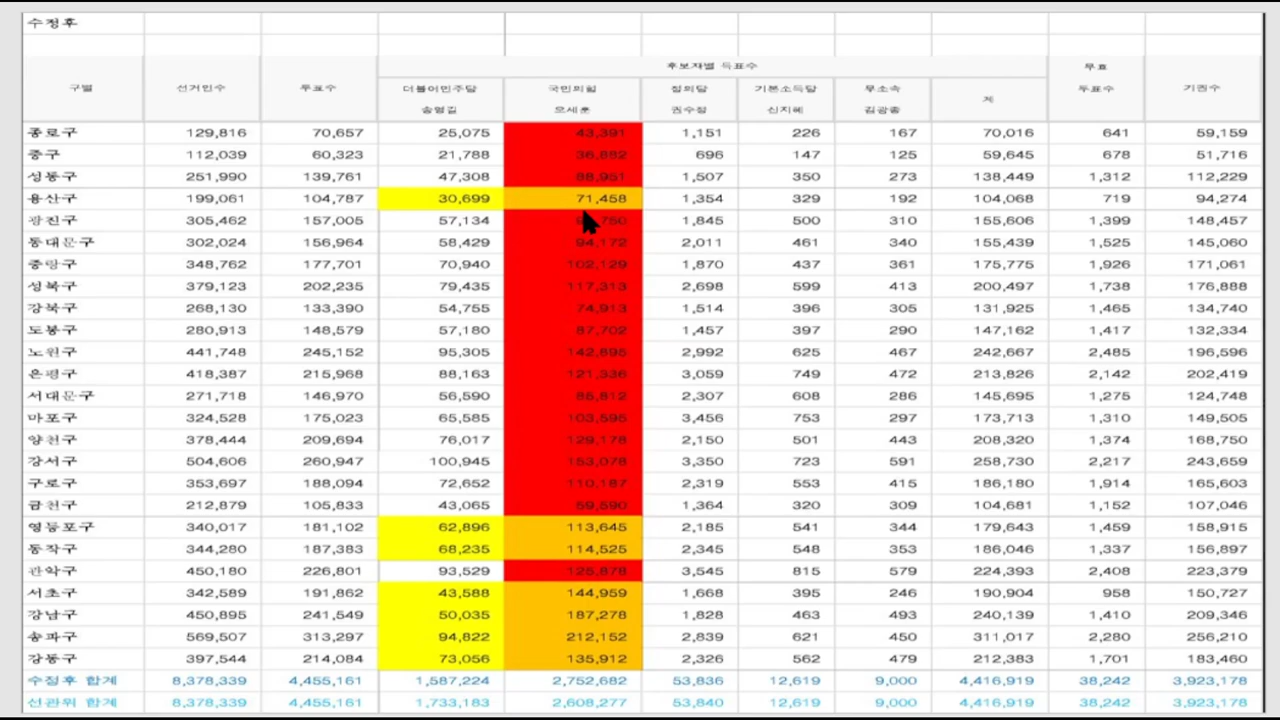 수정후
후보자별 득표수
무효
구별 선거인수 투표수 더불어민주당 국민의힘 정의당 기본소득당 무소속 계 투표수 기권수
송영길 오세훈 권수정 신지혜 김광종
종로구 129,816 70,657 25,075 43,391 1,151 226 167 70,016 641 59,159
중구 112,039 60,323 21,788 36,882 696 147 125 59,645 678 51,716
성동구 251,990 139,761 47,308 88,951 1,507 350 273 138,449 1,312 112,229
용산구 199,061 104,787 30,699 71,458 1,354 329 192 104,068 719 94,274
광진구 305,462 157,005 57,134 1,845 500 310 155,606 1,399 148,457
동대문구 302,024 156,964 58,429 94,172 2,011 461 340 155,439 1,525 145,060
중랑구 348,762 177,701 70,940 102,129 1,870 437 361 175,775 1,926 171,061
성북구 379,123 202,235 79,435 117,313 2,698 599 413 200,497 1,738 176,888
강북구 268,130 133,390 54,755 74,913 1,514 396 305 131,925 1,465 134,740
도봉구 280,913 148,579 57,180 87,702 1,457 397 290 147,162 1,417 132,334
노원구 441,748 245,152 95,305 142,895 2,992 625 467 242,667 2,485 196,596
은평구 418,387 215,968 88,163 121,336 3,059 749 472 213,826 2,142 202,419
서대문구 271,718 146,970 56,590 85,812 2,307 608 286 145,695 1,275 124,748
마포구 324,528 175,023 65,585 103,595 3,456 753 297 173,713 1,310 149,505
양천구 378,444 209,694 76,017 129,178 2,150 501 443 208,320 1,374 168,750
강서구 504,606 260,947 100,945 153,078 3,350 723 591 258,730 2,217 243,659
구로구 353,697 188,094 72,652 110,187 2,319 553 415 186,180 1,914 165,603
금천구 212,879 105,833 43,065 59,590 1,364 320 309 104,681 1,152 107,046
영등포구 340,017 181,102 62,896 113,645 2,185 541 344 179,643 1,459 158,915
동작구 344,280 187,383 68,235 114,525 2,345 548 353 186,046 1,337 156,897
관악구 450,180 226,801 93,529 125,878 3,545 815 579 224,393 2,408 223,379
서초구 342,589 191,862 43,588 144,959 1,668 395 246 190,904 958 150,727
강남구 450,895 241,549 50,035 187,278 1,828 463 493 240,139 1,410 209,346
송파구 569,507 313,297 94,822 212,152 2,839 621 450 311,017 2,280 256,210
강동구 397,544 214,084 73,056 135,912 2,326 562 479 212,383 1,701 183,460
수정후 합계 8,378,339 4,455,161 1,587,224 2,752,682 53,836 12,619 9,000 4,416,919 38,242 3,923,178
선관위 합계 8,378,339 4,455,161 1,733,183 2,608,277 53,840 12,619 9,000 4,416,919 38,242 3,923,178